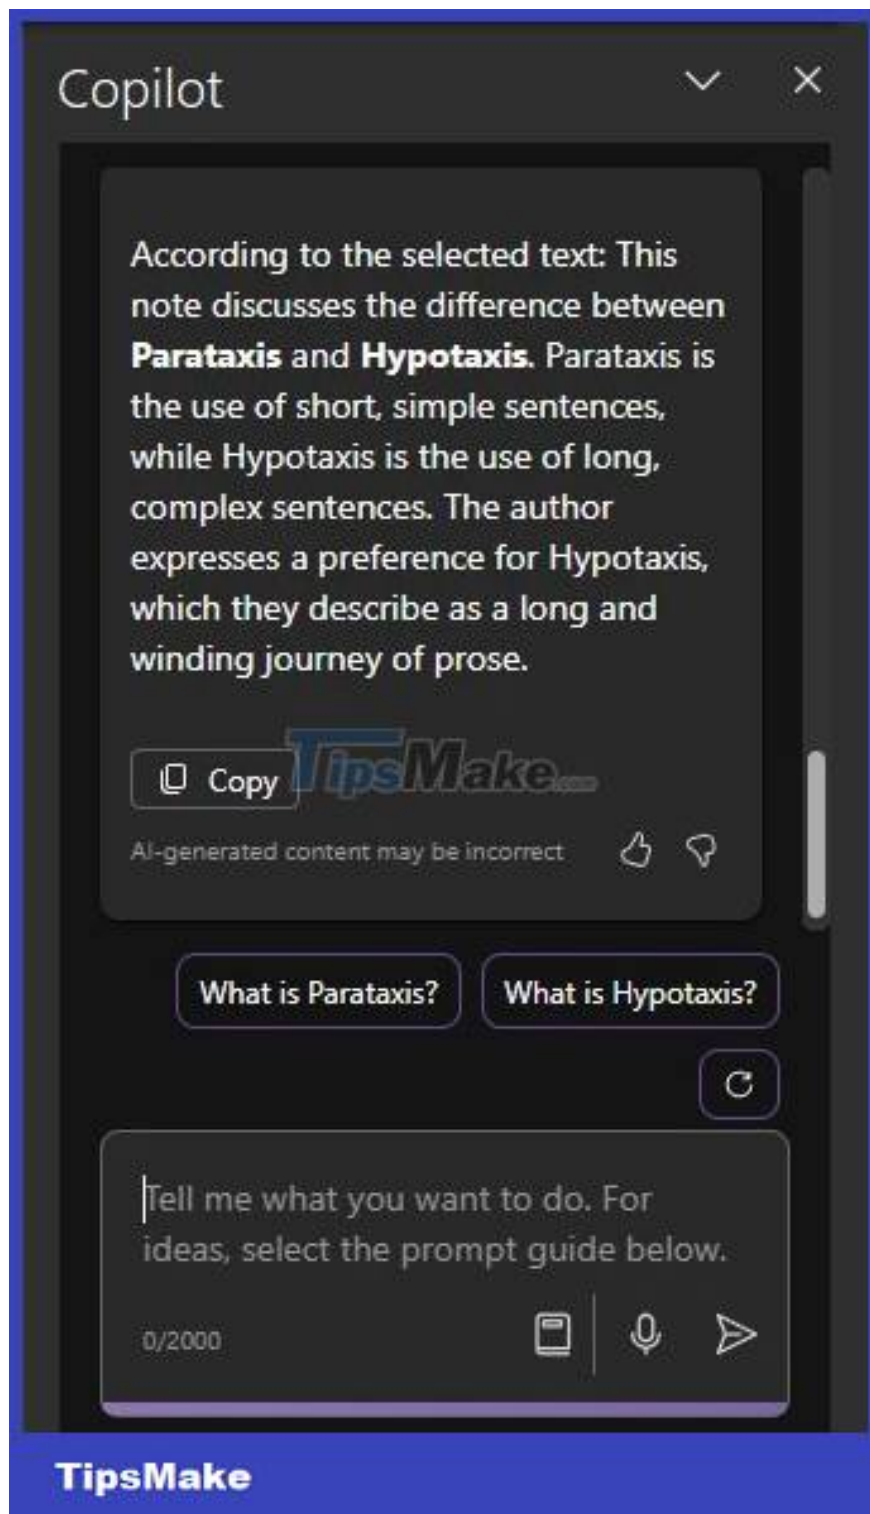 Copilot
According to the selected text: This
note discusses the difference between
Parataxis and Hypotaxis. Parataxis is
the use of short, simple sentences,
while Hypotaxis is the use of long,
complex sentences. The author
expresses a preference for Hypotaxis,
which they describe as a long and
winding journey of prose.
Copy
TipsMake.com
AI-generated content may be incorrect
What is Parataxis? What is Hypotaxis?
Tell me what you want to do. For
ideas, select the prompt guide below.
0/2000
TipsMake